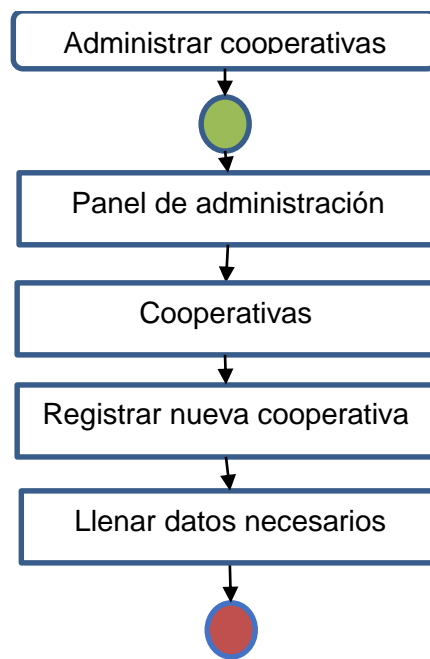 Administrar cooperativas
Panel de administración
Cooperativas
Registrar nueva cooperativa
Llenar datos necesarios